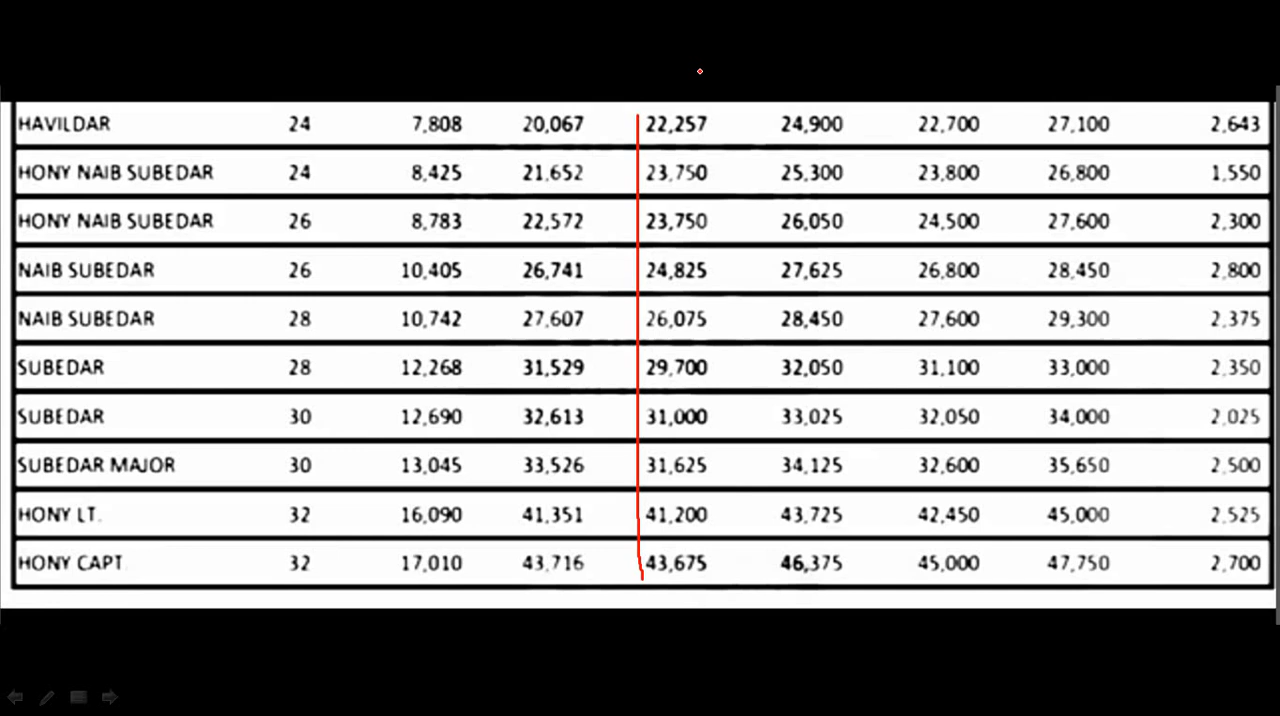 HAVILDAR 24 7,808 20,067 22,257 24,900 22,700 27,100 2,643
HONY NAIB SUBEDAR 24 8,425 21,652 23,750 25,300 23,800 26,800 1,550
HONY NAIB SUBEDAR 26 8,783 22,572 23,750 26,050 24,500 27,600 2,300
NAIB SUBEDAR 26 10,405 26,741 24,825 27,625 26,800 28,450 2,800
NAIB SUBEDAR 28 10,742 27,607 26,075 28,450 27,600 29,300 2,375
SUBEDAR 28 12,268 31,529 29,700 32,050 31,100 33,000 2,350
SUBEDAR 30 12,690 32,613 31,000 33,025 32,050 34,000 2,025
SUBEDAR MAJOR 30 13,045 33,526 31,625 34,125 32,600 35,650 2,500
HONY LT. 32 16,090 41,351 41,200 43,725 42,450 45,000 2,525
HONY CAPT 32 17,010 43,716 43,675 46,375 45,000 47,750 2,700